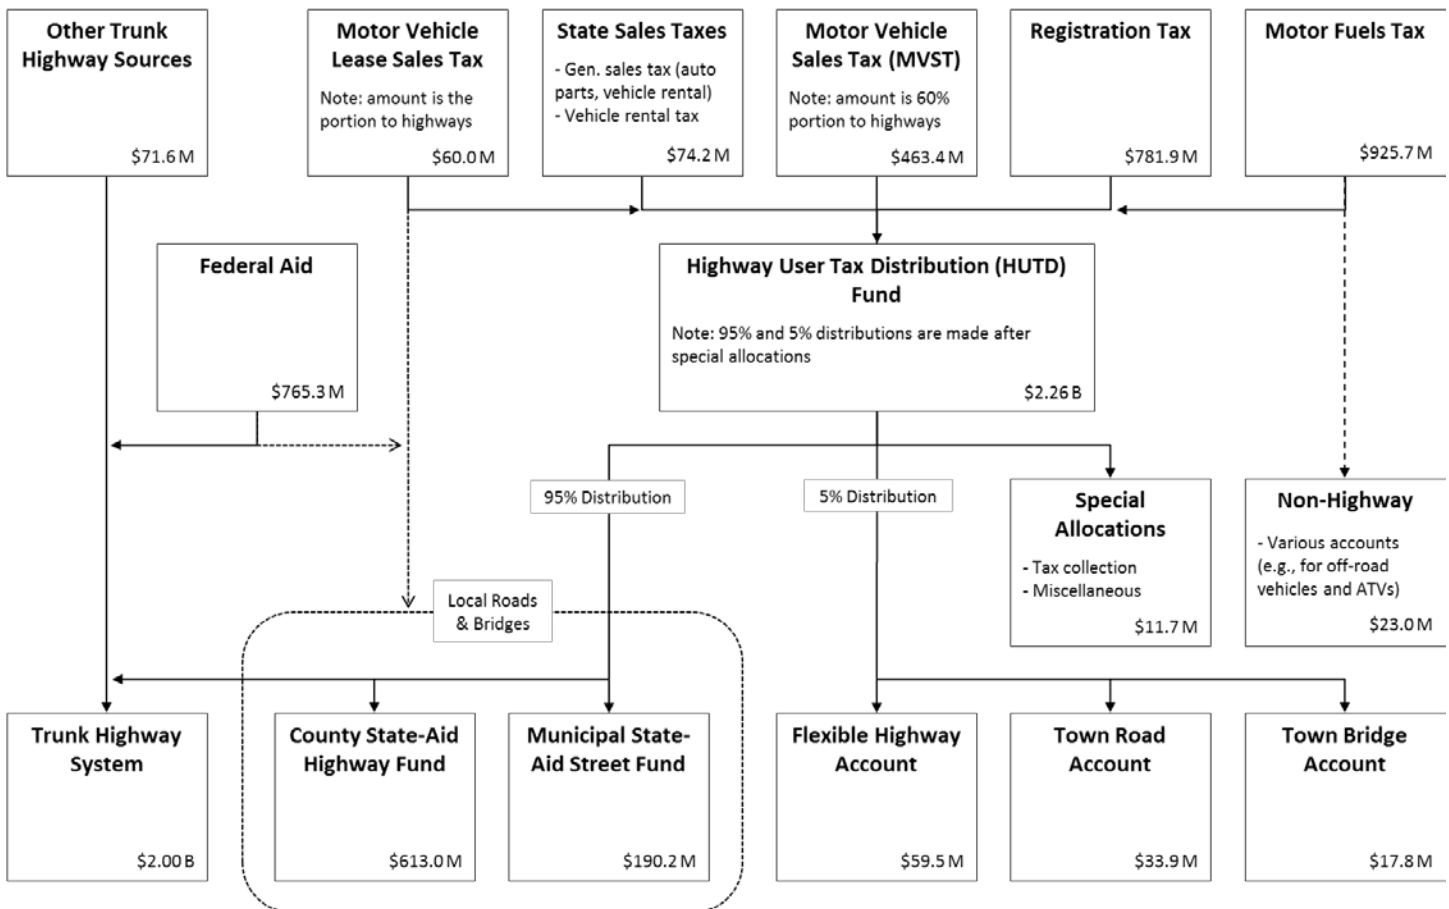 Other Trunk
Highway Sources
$71.6 M
Motor Vehicle
Lease Sales Tax
Note: amount is the
portion to highways
$60.0 M
State Sales Taxes
- Gen. sales tax (auto
parts, vehicle rental)
- Vehicle rental tax
$74.2 M
Motor Vehicle
Sales Tax (MVST)
Note: amount is 60%
portion to highways
$463.4 M
Registration Tax
$781.9 M
Motor Fuels Tax
$925.7 M
Federal Aid
$765.3 M
Highway User Tax Distribution (HUTD)
Fund
Note: 95% and 5% distributions are made after
special allocations
$2.26 B
95% Distribution
5% Distribution
Special
Allocations
- Tax collection
- Miscellaneous
$11.7 M
Non-Highway
- Various accounts
(e.g., for off-road
vehicles and ATVs)
$23.0 M
Local Roads
& Bridges
Trunk Highway
System
$2.00 B
County State-Aid
Highway Fund
$613.0 M
Municipal State-
Aid Street Fund
$190.2 M
Flexible Highway
Account
$59.5 M
Town Road
Account
$33.9 M
Town Bridge
Account
$17.8 M